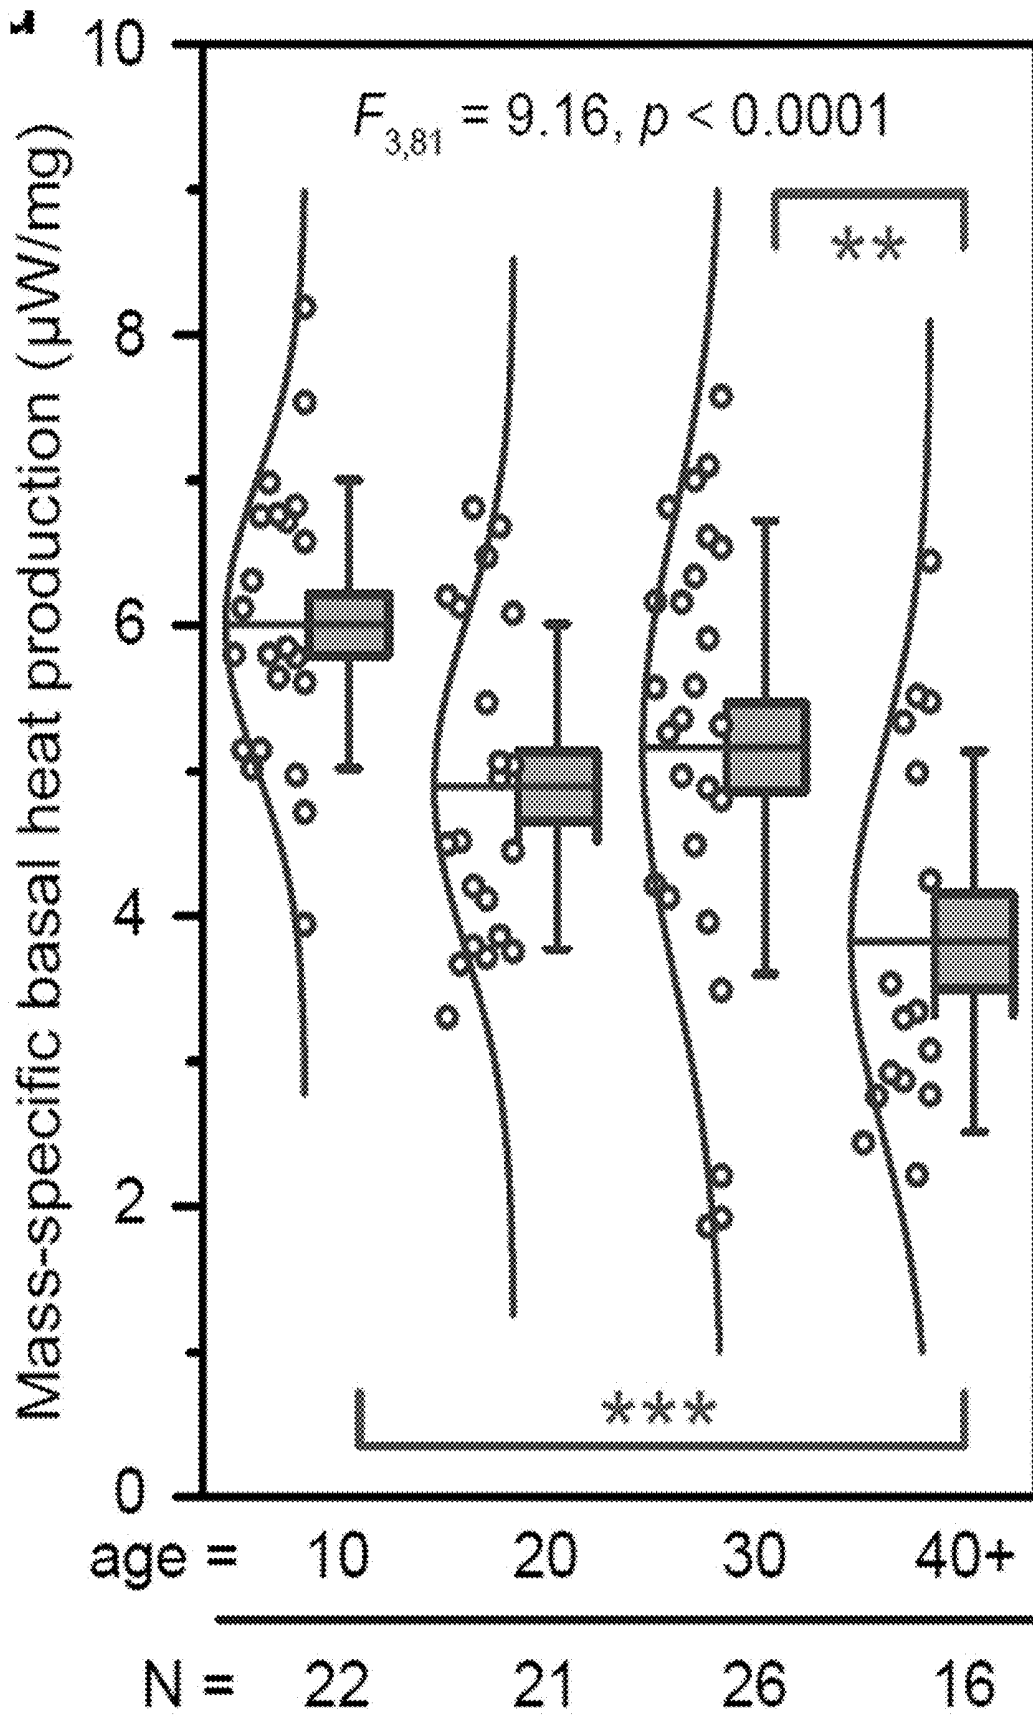 10
F3,81 = 9.16, p < 0.0001
**
8
6
4
2
***
0
Mass-specific basal heat production (µW/mg)
age = 10 20 30 40+
N = 22 21 26 16